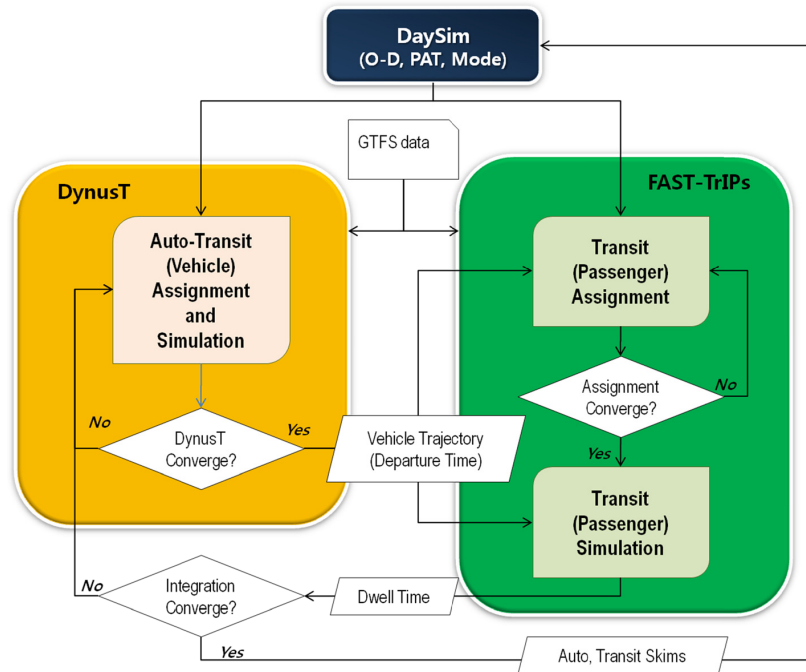 DaySim
(O-D, PAT, Mode)
GTFS data
DynusT
FAST-TrIPs
Auto-Transit
(Vehicle)
Assignment
and
Simulation
Transit
(Passenger)
Assignment
No
Assignment
Converge?
No
Yes
DynusT
Converge?
Vehicle Trajectory
(Departure Time)
Yes
Transit
(Passenger)
Simulation
No
Integration
Converge?
Dwell Time
Yes
Auto, Transit Skims